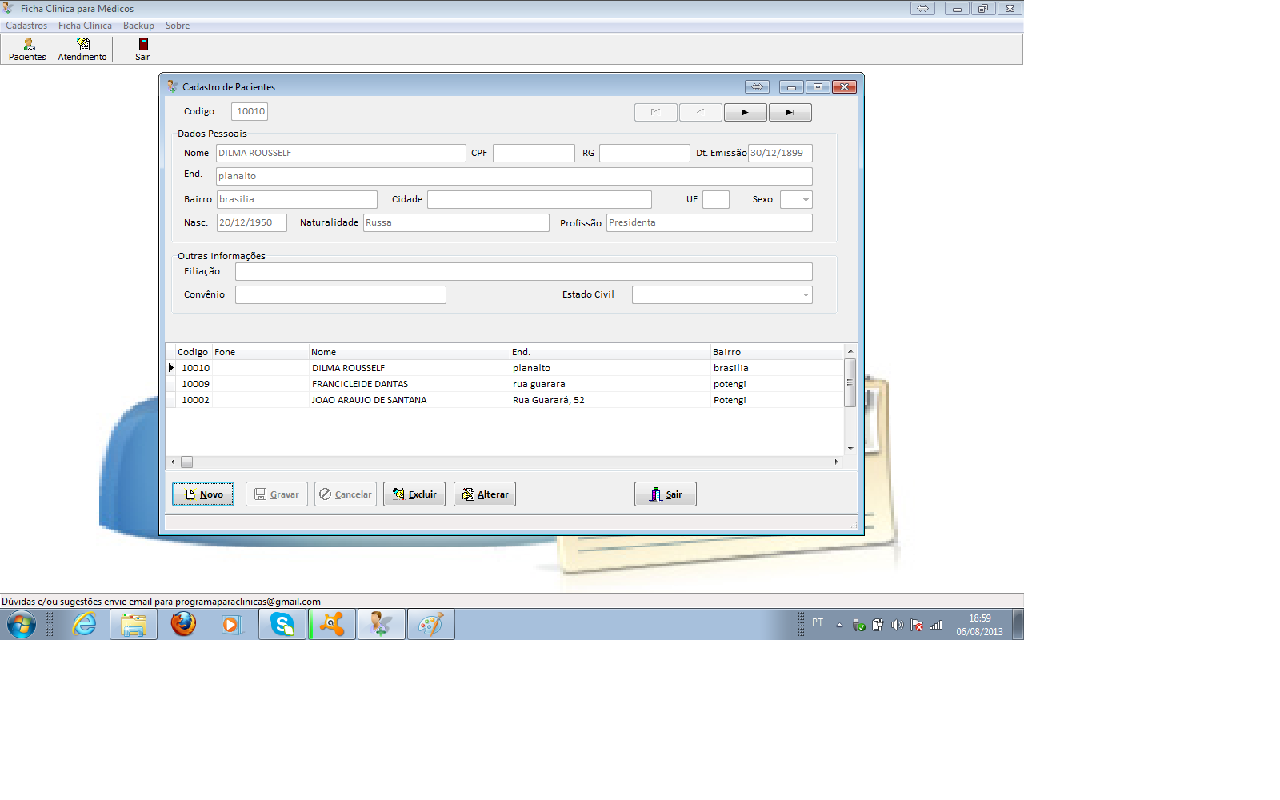 Ficha Clinica para Médicos
Cadastros Ficha Clínica Backup Sobre
Pacientes Atendimento Sair
Cadastro de Pacientes
Codigo 10010
Dados Pessoais
Nome DILMA ROUSSELF CPF RG Dt. Emissão 30/12/1899
End. planalto
Bairro brasilia Cidade UF Sexo
Nasc. 20/12/1950 Naturalidade Russa Profissão Presidenta
Outras Informações
Filiação
Convênio Estado Civil
Codigo Fone Nome End. Bairro
10010 DILMA ROUSSELF planalto brasilia
10009 FRANCICLEIDE DANTAS rua guarara potengi
10002 JOAO ARAUJO DE SANTANA Rua Guarará, 52 Potengi
Novo Gravar Cancelar Excluir Alterar Sair
Dúvidas e/ou sugestões envie email para programaparaclinicas@gmail.com
PT 18:59
06/08/2013